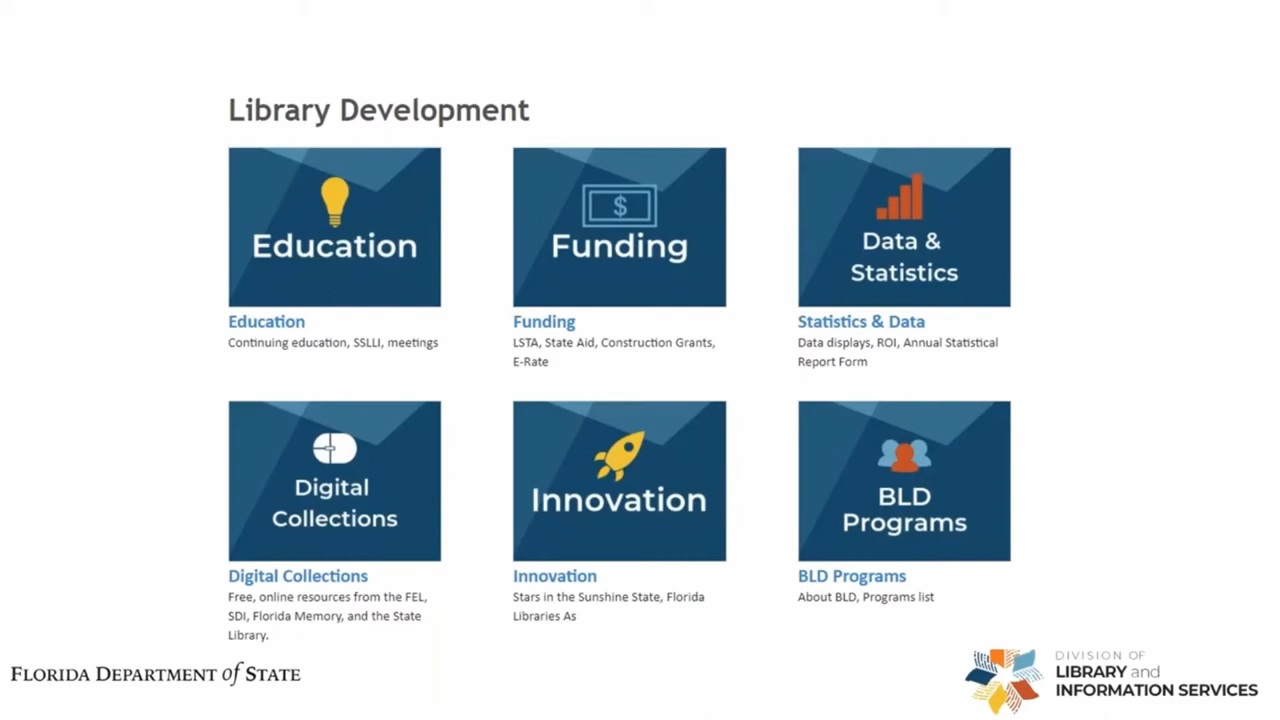 Library Development
Education
Funding
Data &
Statistics
Education
Continuing education, SSLLI, meetings
Funding
LSTA, State Aid, Construction Grants,
E-Rate
Statistics & Data
Data displays, ROI, Annual Statistical
Report Form
Digital
Collections
Innovation
BLD
Programs
Digital Collections
Free, online resources from the FEL,
SDI, Florida Memory, and the State
Library.
Innovation
Stars in the Sunshine State, Florida
Libraries As
BLD Programs
About BLD, Programs list
FLORIDA DEPARTMENT of STATE
DIVISION OF
LIBRARY and
INFORMATION SERVICES